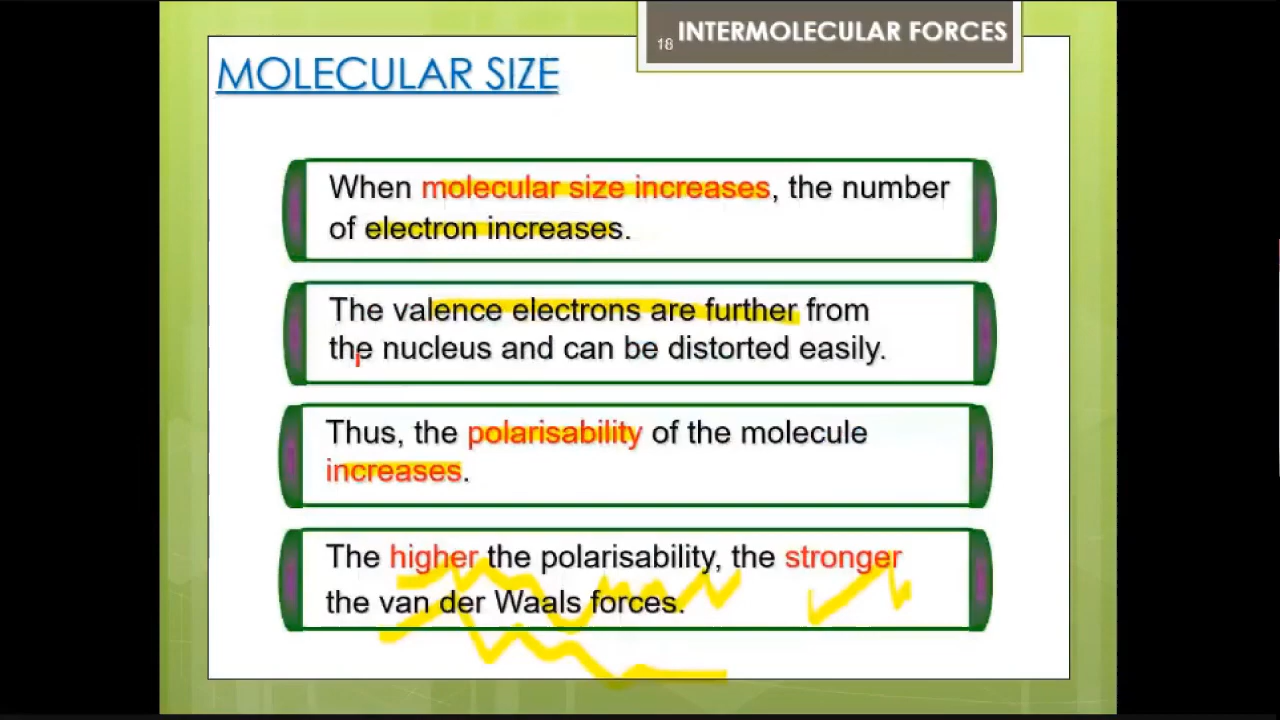 18 INTERMOLECULAR FORCES
MOLECULAR SIZE
When molecular size increases, the number
of electron increases.
The valence electrons are further from
the nucleus and can be distorted easily.
Thus, the polarisability of the molecule
increases.
The higher the polarisability, the stronger
the van der Waals forces.